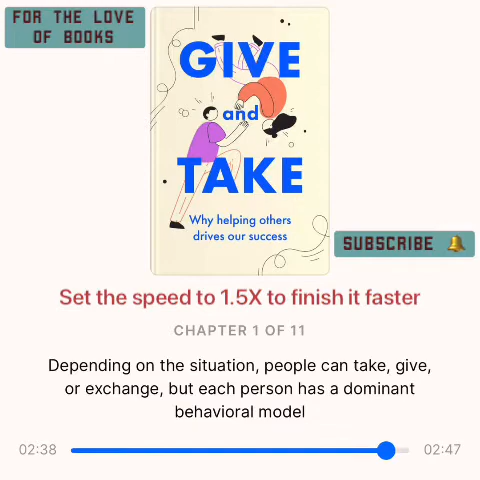 FOR THE LOVE
OF BOOKS
GIVE
and
TAKE
Why helping others
drives our success
SUBSCRIBE 🔔
Set the speed to 1.5X to finish it faster
CHAPTER 1 OF 11
Depending on the situation, people can take, give,
or exchange, but each person has a dominant
behavioral model
02:38
02:47